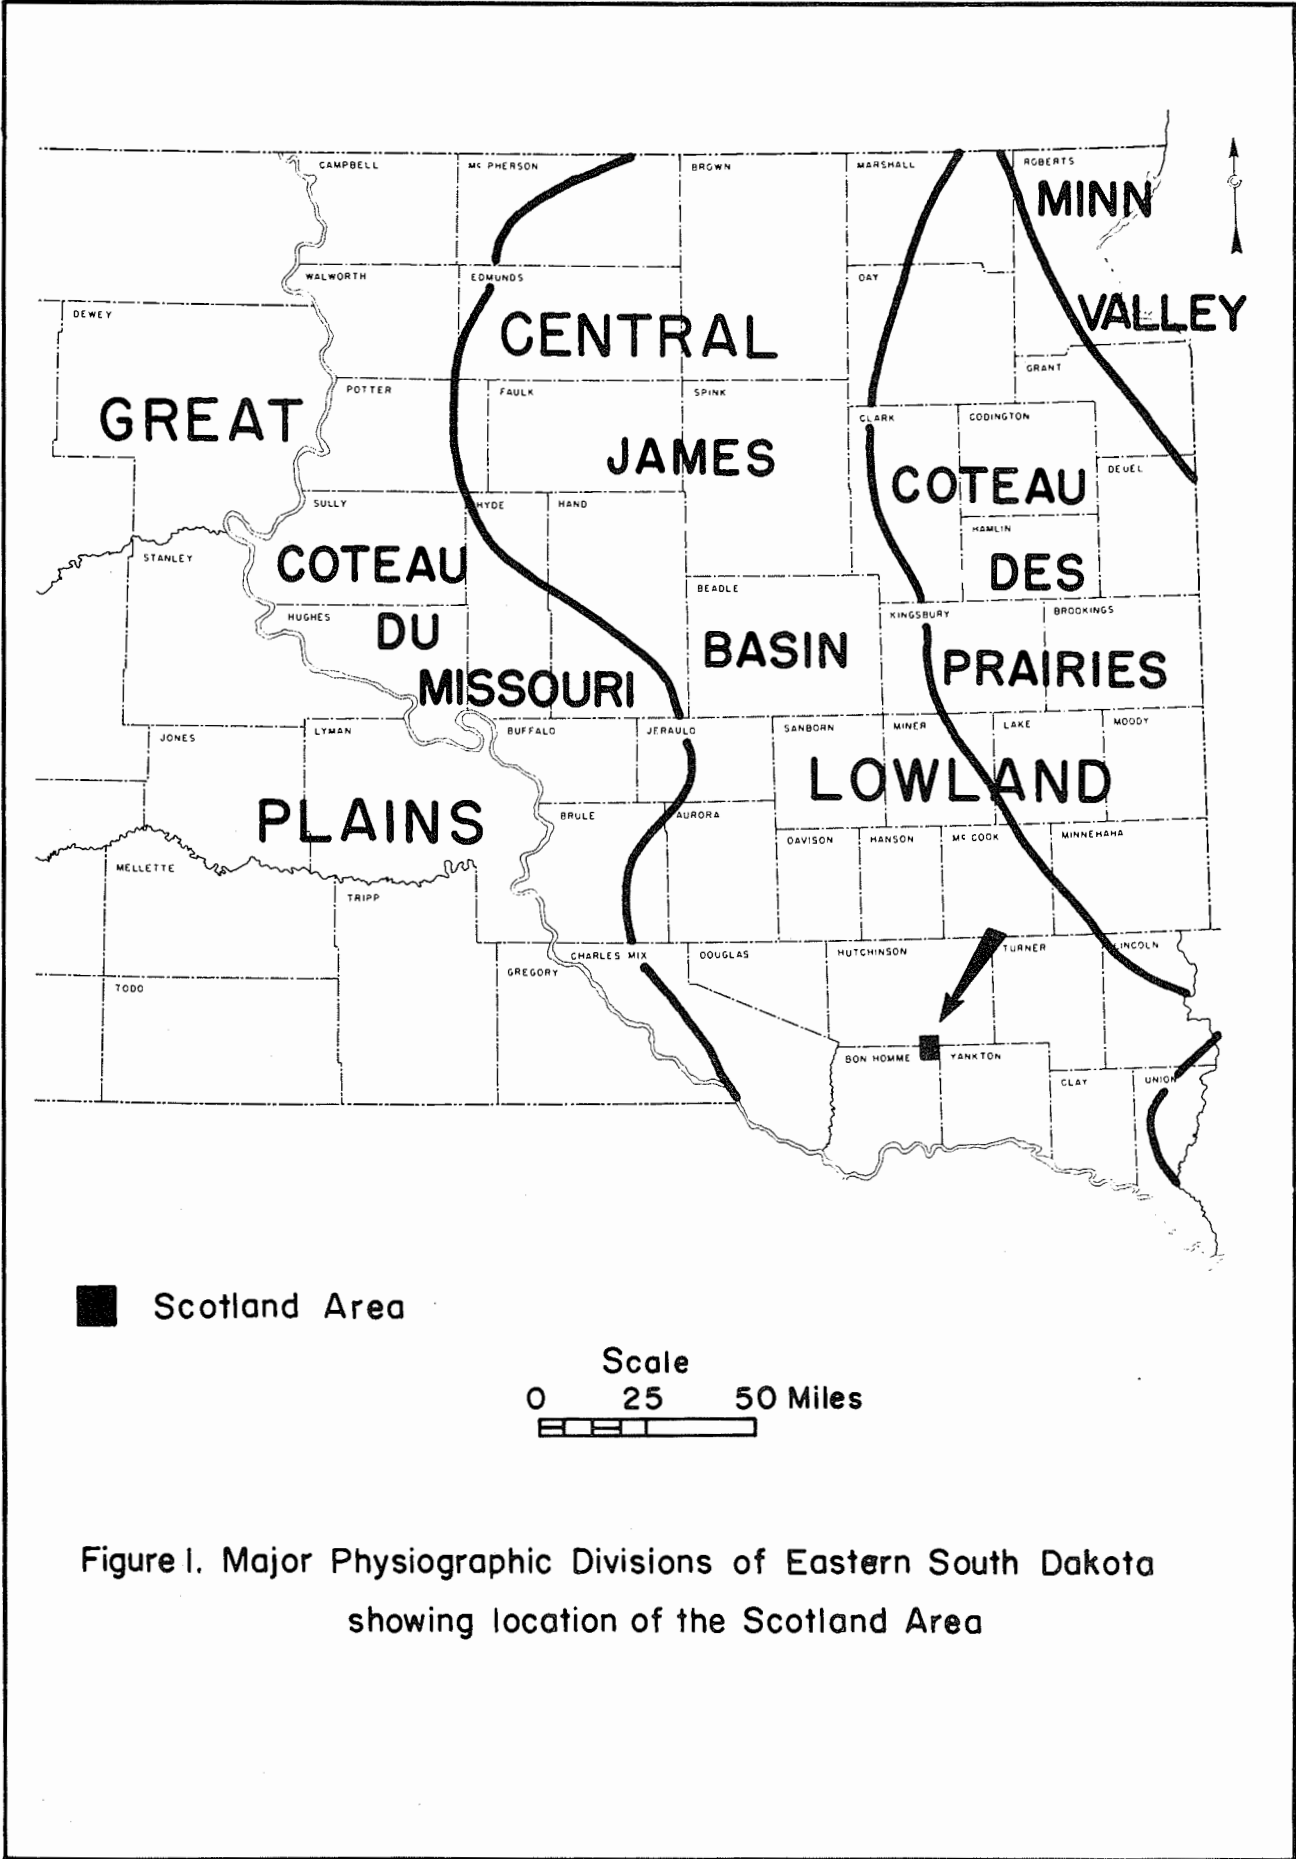 CAMPBELL
Mc PHERSON
BROWN
MARSHALL
ROBERTS
MINN
WALWORTH
EDMUNDS
DAY
DEWEY
CENTRAL
VALLEY
GRANT
POTTER
FAULK
SPINK
GREAT
CLARK
CODINGTON
JAMES
DEUEL
COTEAU
SULLY
HYDE
HAND
HAMLIN
STANLEY
COTEAU
DES
BEADLE
HUGHES
DU
KINGSBURY
BROOKINGS
BASIN
PRAIRIES
MISSOURI
JONES
LYMAN
BUFFALO
JERAULD
SANBORN
MINER
LAKE
MOODY
LOWLAND
PLAINS
BRULE
AURORA
DAVISON
HANSON
Mc COOK
MINNEHAHA
MELLETTE
TRIPP
CHARLES MIX
DOUGLAS
HUTCHINSON
TURNER
LINCOLN
GREGORY
TODD
BON HOMME
YANKTON
CLAY
UNION
Scotland Area
Scale
0 25 50 Miles
Figure 1. Major Physiographic Divisions of Eastern South Dakota
showing location of the Scotland Area